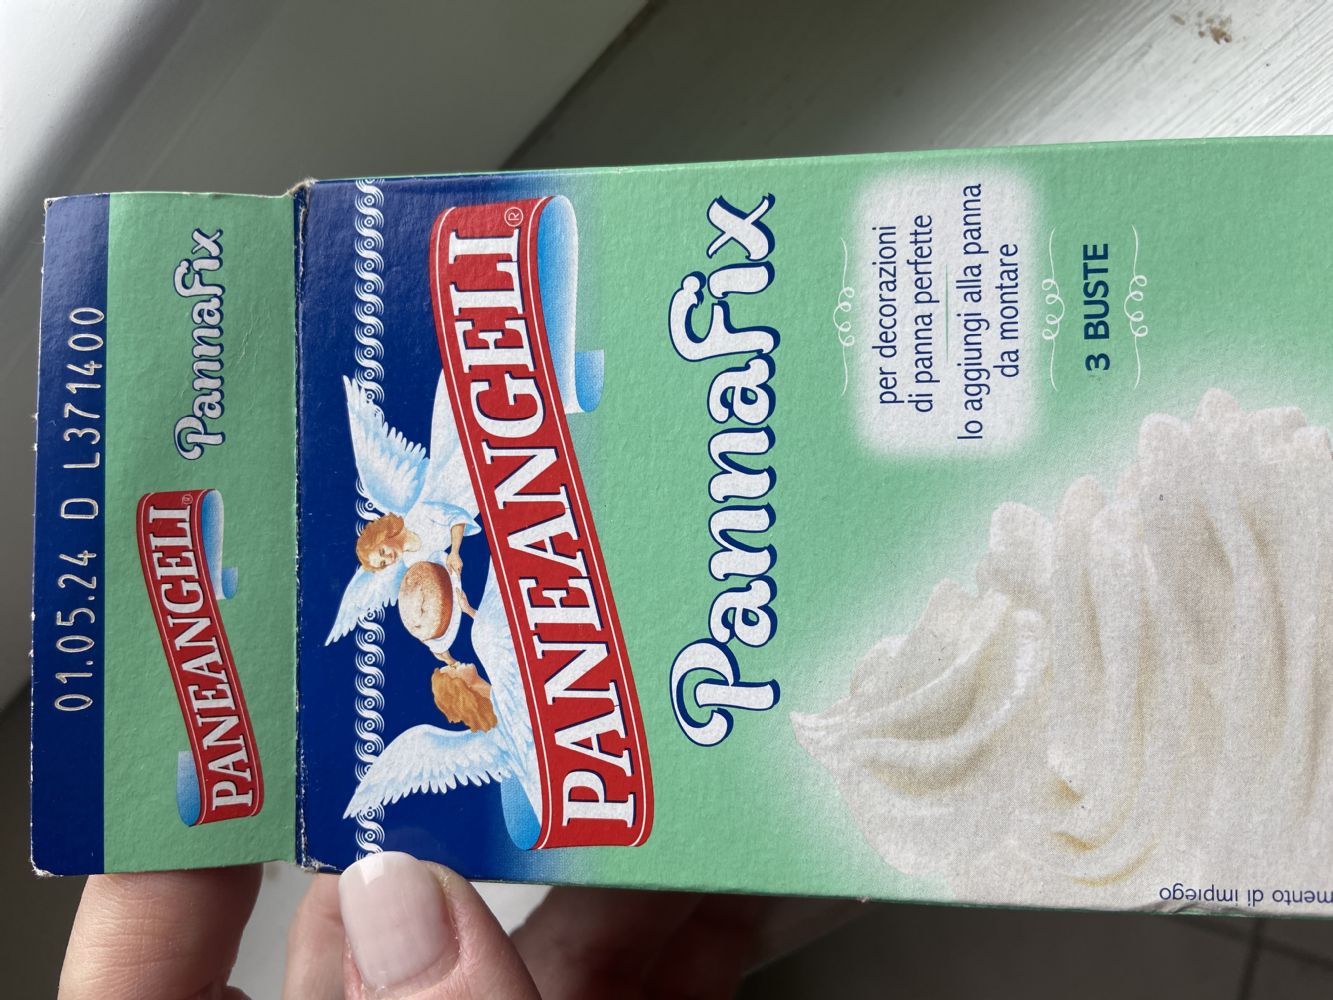 01.05.24 D L371400
PANEANGELI®
PannaFix
PANEANGELI®
PannaFix
per decorazioni
di panna perfette
lo aggiungi alla panna
da montare
3 BUSTE
mento di impiego